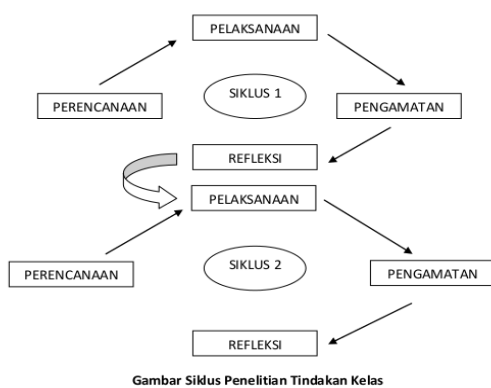 PELAKSANAAN
PERENCANAAN
SIKLUS 1
PENGAMATAN
REFLEKSI
PELAKSANAAN
PERENCANAAN
SIKLUS 2
PENGAMATAN
REFLEKSI
Gambar Siklus Penelitian Tindakan Kelas